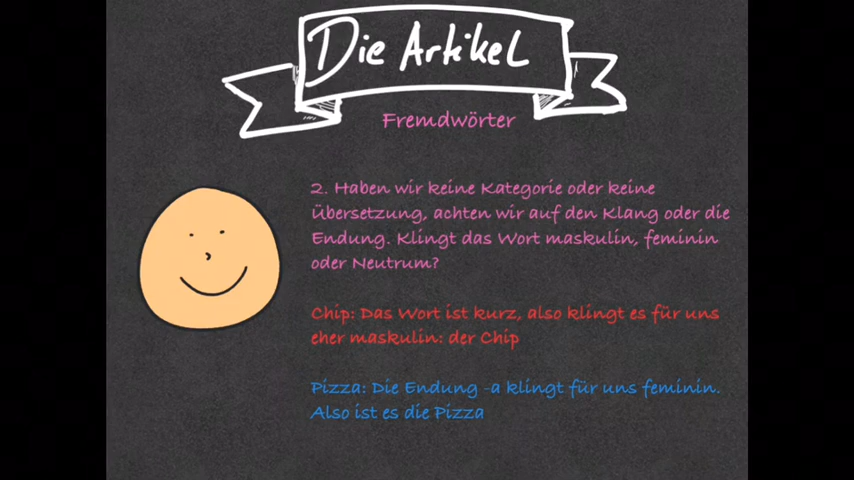 Die Artikel
Fremdwörter
2. Haben wir keine Kategorie oder keine
Übersetzung, achten wir auf den Klang oder die
Endung. Klingt das Wort maskulin, feminin
oder Neutrum?
Chip: Das Wort ist kurz, also klingt es für uns
eher maskulin: der Chip
Pizza: Die Endung -a klingt für uns feminin.
Also ist es die Pizza